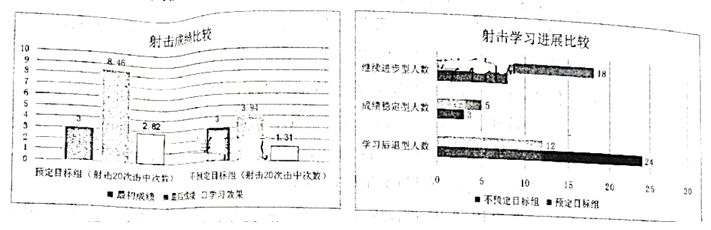 射击成绩比较
10
9
8
7
6
5
4
3
2
1
0
3
8.46
2.82
3
3.94
1.31
预定目标组（射击20次击中次数）
不预定目标组（射击20次击中次数）
■最初成绩 ■最后成绩 □学习效果
射击学习进展比较
继续进步型人数
18
成绩稳定型人数
5
3
学习后退型人数
12
24
0 5 10 15 20 25 30
■不预定目标组 ■预定目标组